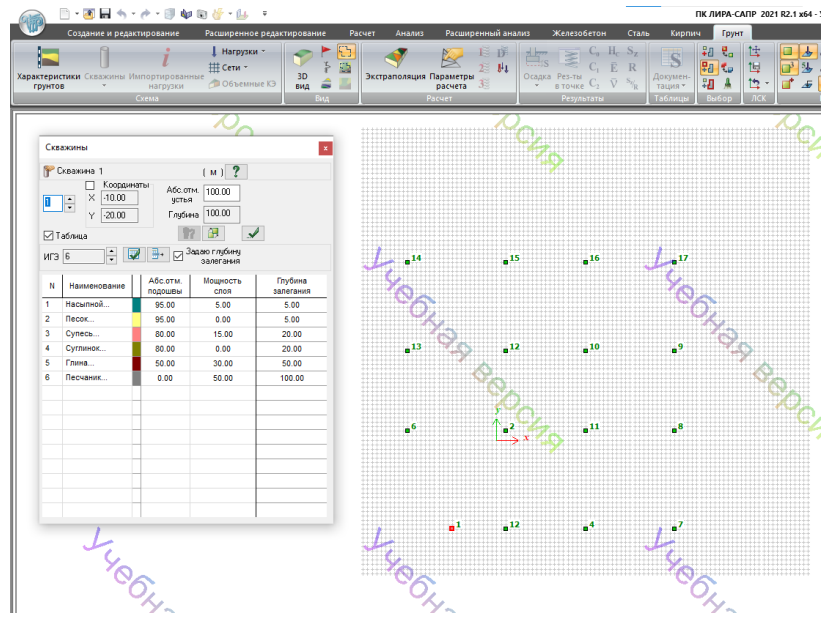 ПК ЛИРА-САПР 2021 R2.1 x64 - У
Создание и редактирование Расширенное редактирование Расчет Анализ Расширенный анализ Железобетон Сталь Кирпич Грунт
Характеристики грунтов
Скважины
Импортированные нагрузки
Нагрузки
Сети
Объемные КЭ
3D вид
Экстраполяция
Параметры расчета
Осадка
Рез-ты в точке
Документация
Схема Вид Расчет Результаты Таблицы Выбор ЛСК
Скважины
Скважина 1 ( м ) ?
1
Координаты
X -10.00
Y -20.00
Абс.отм. устья 100.00
Глубина 100.00
Таблица
ИГЭ 6
Задаю глубину залегания
N Наименование Абс.отм. подошвы Мощность слоя Глубина залегания
1 Насыпной... 95.00 5.00 5.00
2 Песок... 95.00 0.00 5.00
3 Супесь... 80.00 15.00 20.00
4 Суглинок... 80.00 0.00 20.00
5 Глина... 50.00 30.00 50.00
6 Песчаник... 0.00 50.00 100.00
14 15 16 17
13 12 10 9
6 2 11 8
y
x
1 12 4 7
Учебная версия
Учебная версия
Учебн
Учебн
Учебн
рсия
рсия